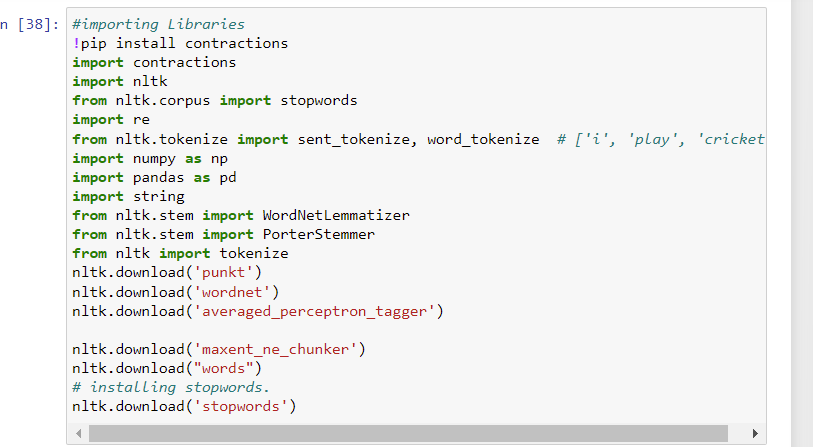 n [38]: #importing Libraries
!pip install contractions
import contractions
import nltk
from nltk.corpus import stopwords
import re
from nltk.tokenize import sent_tokenize, word_tokenize  # ['i', 'play', 'cricket
import numpy as np
import pandas as pd
import string
from nltk.stem import WordNetLemmatizer
from nltk.stem import PorterStemmer
from nltk import tokenize
nltk.download('punkt')
nltk.download('wordnet')
nltk.download('averaged_perceptron_tagger')
nltk.download('maxent_ne_chunker')
nltk.download("words")
# installing stopwords.
nltk.download('stopwords')